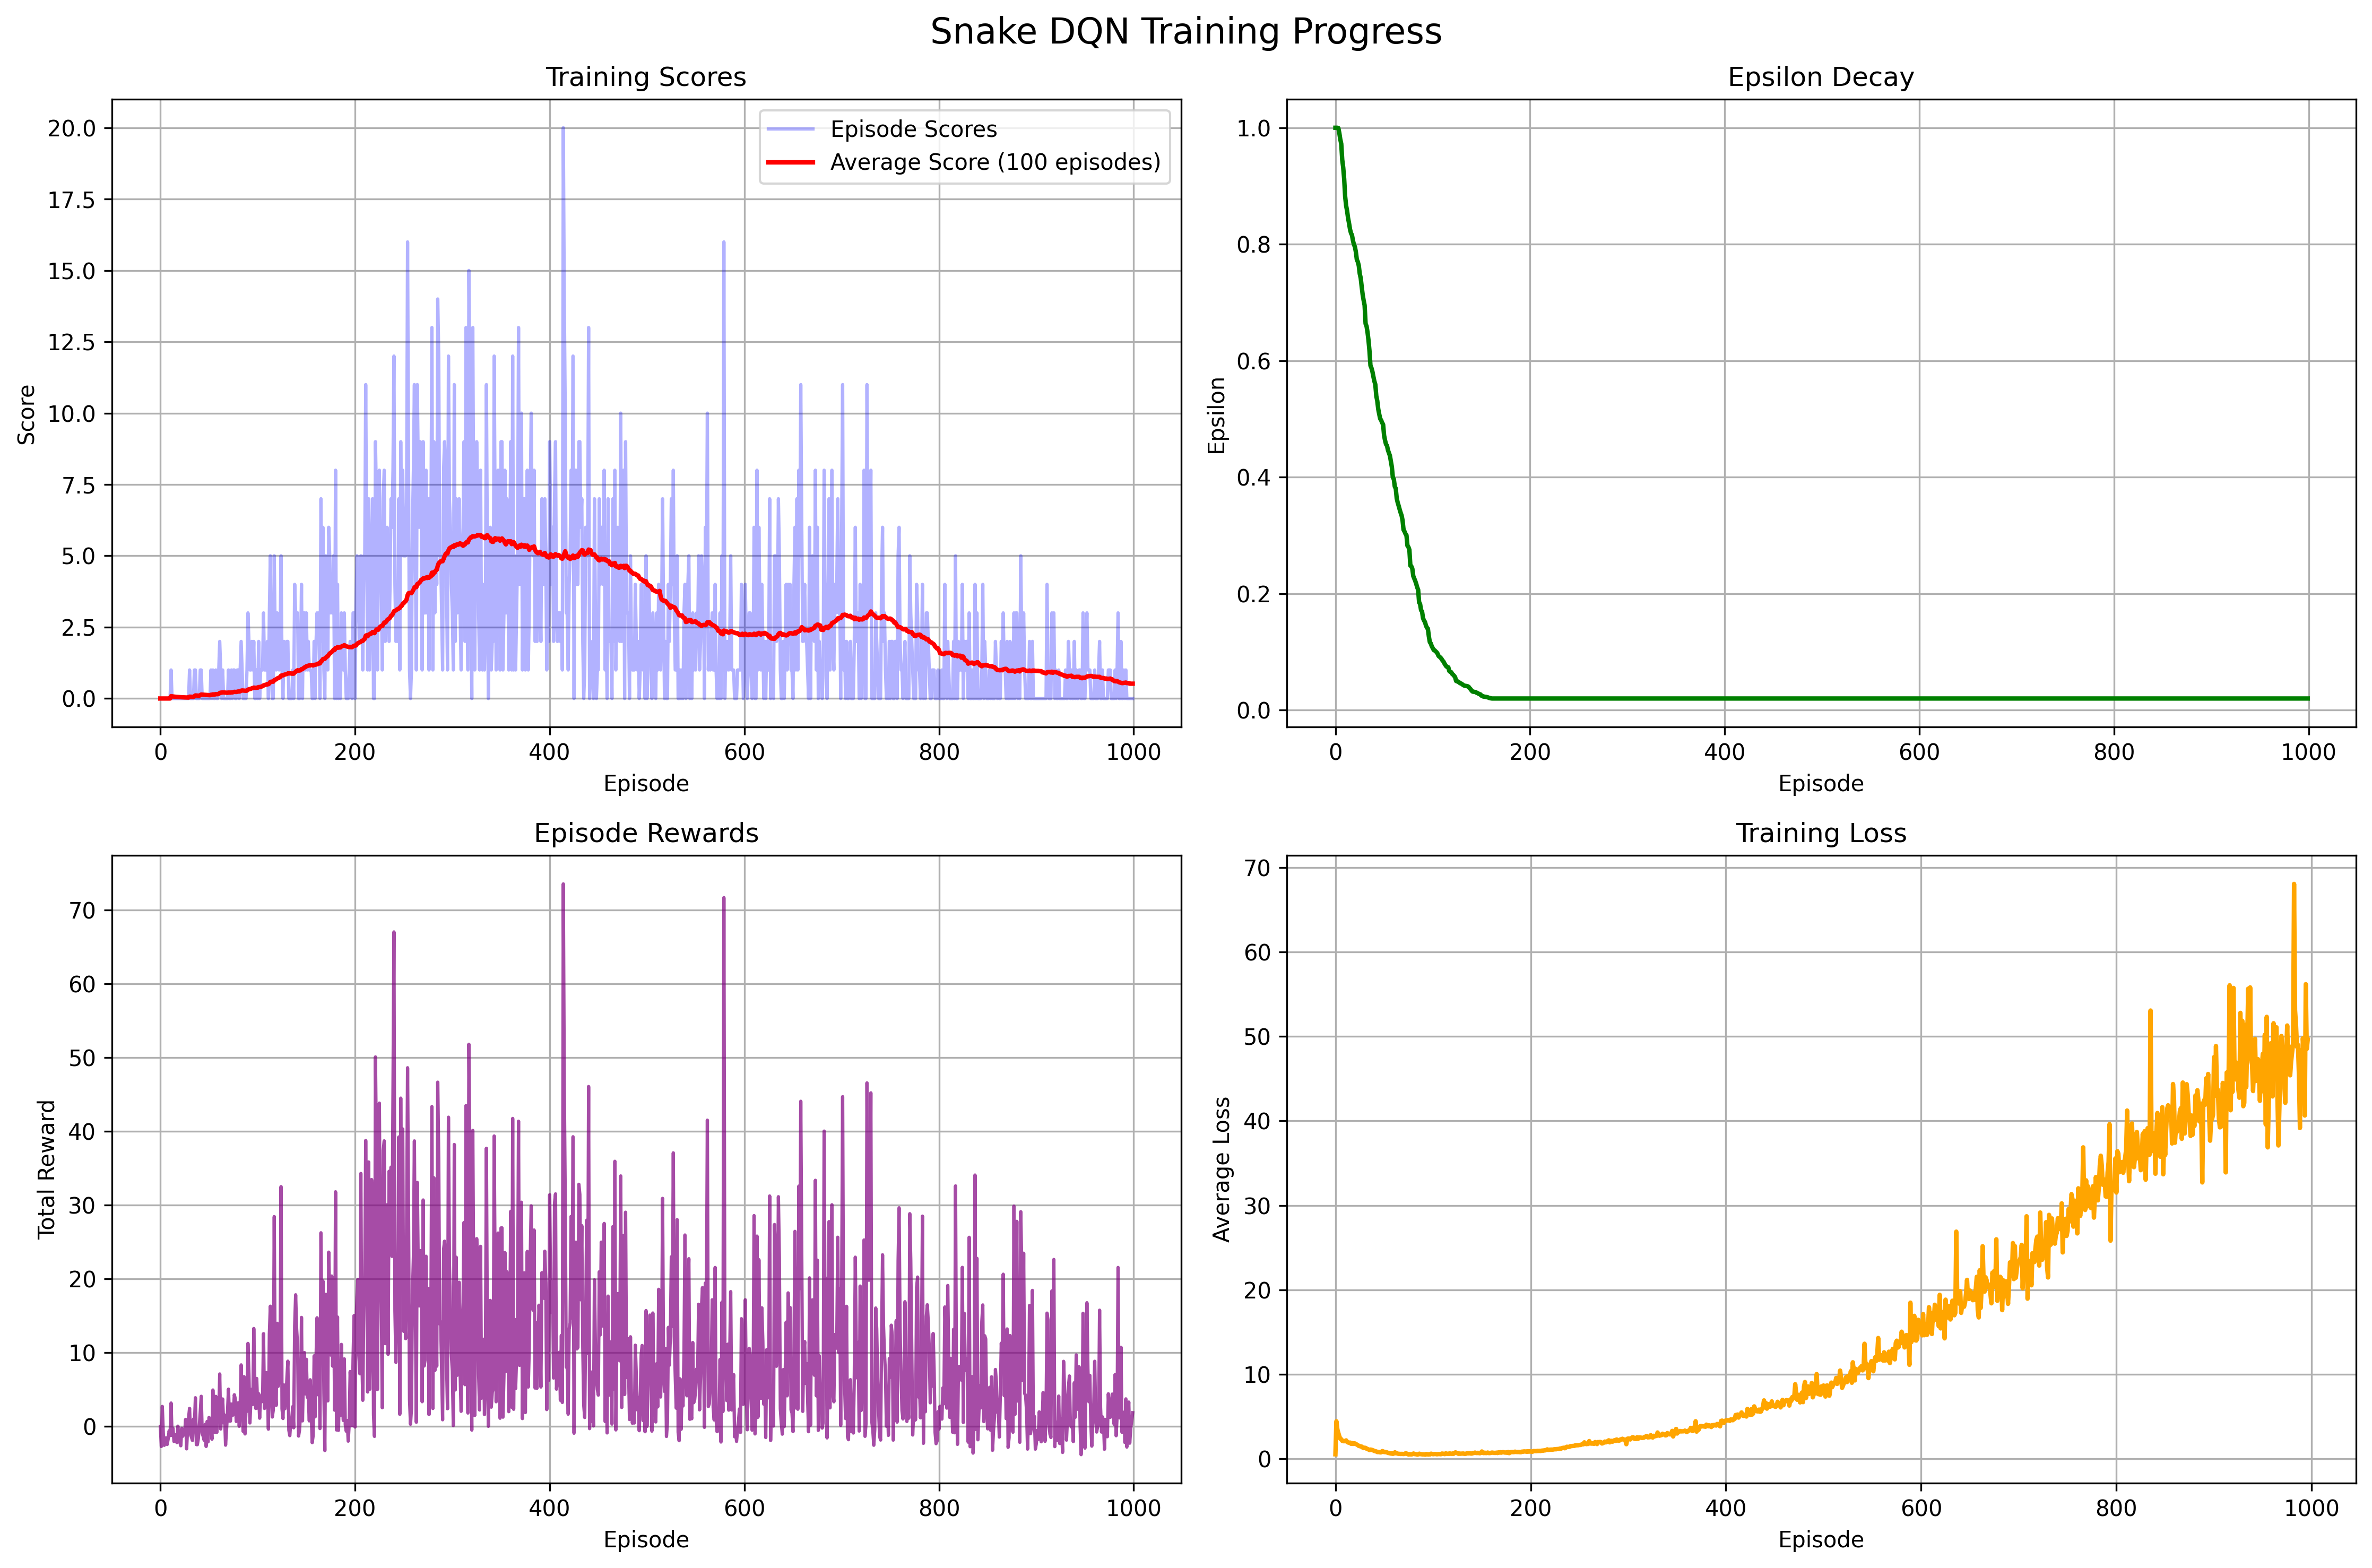 Snake DQN Training Progress
Training Scores
20.0
17.5
15.0
12.5
10.0
7.5
5.0
2.5
0.0
Score
Episode Scores
Average Score (100 episodes)
0 200 400 600 800 1000
Episode
Epsilon Decay
1.0
0.8
0.6
0.4
0.2
0.0
Epsilon
0 200 400 600 800 1000
Episode
Episode Rewards
70
60
50
40
30
20
10
0
Total Reward
0 200 400 600 800 1000
Episode
Training Loss
70
60
50
40
30
20
10
0
Average Loss
0 200 400 600 800 1000
Episode